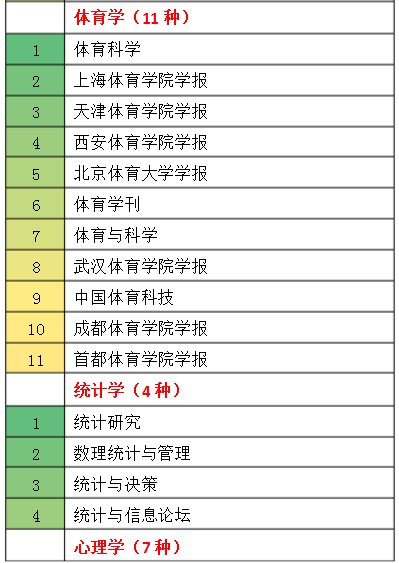 体育学（11 种）
1 体育科学
2 上海体育学院学报
3 天津体育学院学报
4 西安体育学院学报
5 北京体育大学学报
6 体育学刊
7 体育与科学
8 武汉体育学院学报
9 中国体育科技
10 成都体育学院学报
11 首都体育学院学报
统计学（4 种）
1 统计研究
2 数理统计与管理
3 统计与决策
4 统计与信息论坛
心理学（7 种）